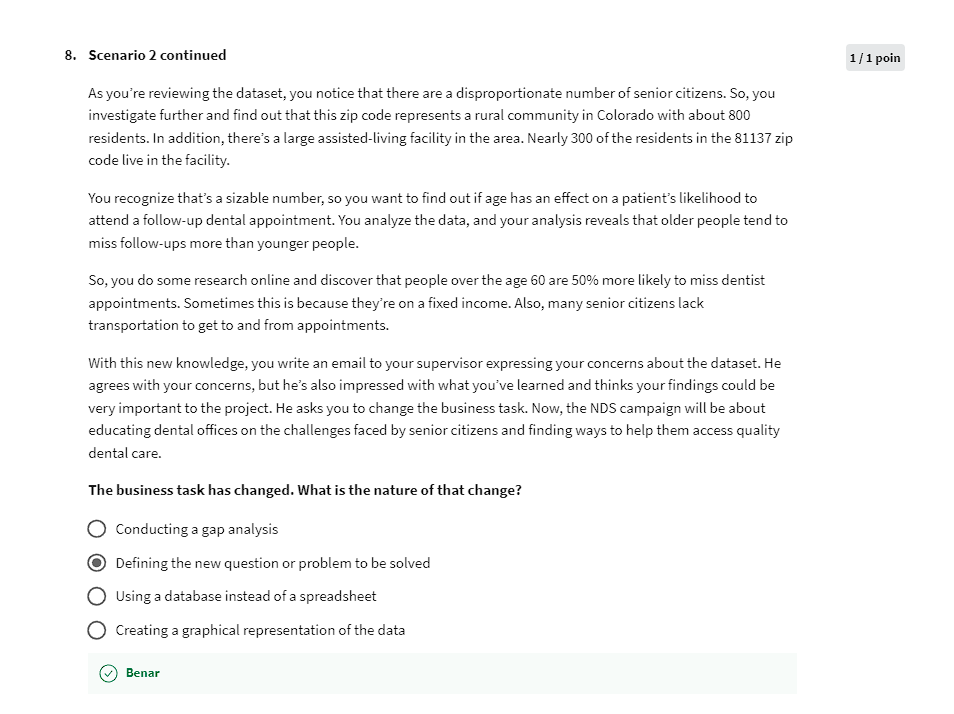 8. Scenario 2 continued
1 / 1 poin
As you’re reviewing the dataset, you notice that there are a disproportionate number of senior citizens. So, you
investigate further and find out that this zip code represents a rural community in Colorado with about 800
residents. In addition, there’s a large assisted-living facility in the area. Nearly 300 of the residents in the 81137 zip
code live in the facility.
You recognize that’s a sizable number, so you want to find out if age has an effect on a patient’s likelihood to
attend a follow-up dental appointment. You analyze the data, and your analysis reveals that older people tend to
miss follow-ups more than younger people.
So, you do some research online and discover that people over the age 60 are 50% more likely to miss dentist
appointments. Sometimes this is because they’re on a fixed income. Also, many senior citizens lack
transportation to get to and from appointments.
With this new knowledge, you write an email to your supervisor expressing your concerns about the dataset. He
agrees with your concerns, but he’s also impressed with what you’ve learned and thinks your findings could be
very important to the project. He asks you to change the business task. Now, the NDS campaign will be about
educating dental offices on the challenges faced by senior citizens and finding ways to help them access quality
dental care.
The business task has changed. What is the nature of that change?
Conducting a gap analysis
Defining the new question or problem to be solved
Using a database instead of a spreadsheet
Creating a graphical representation of the data
Benar